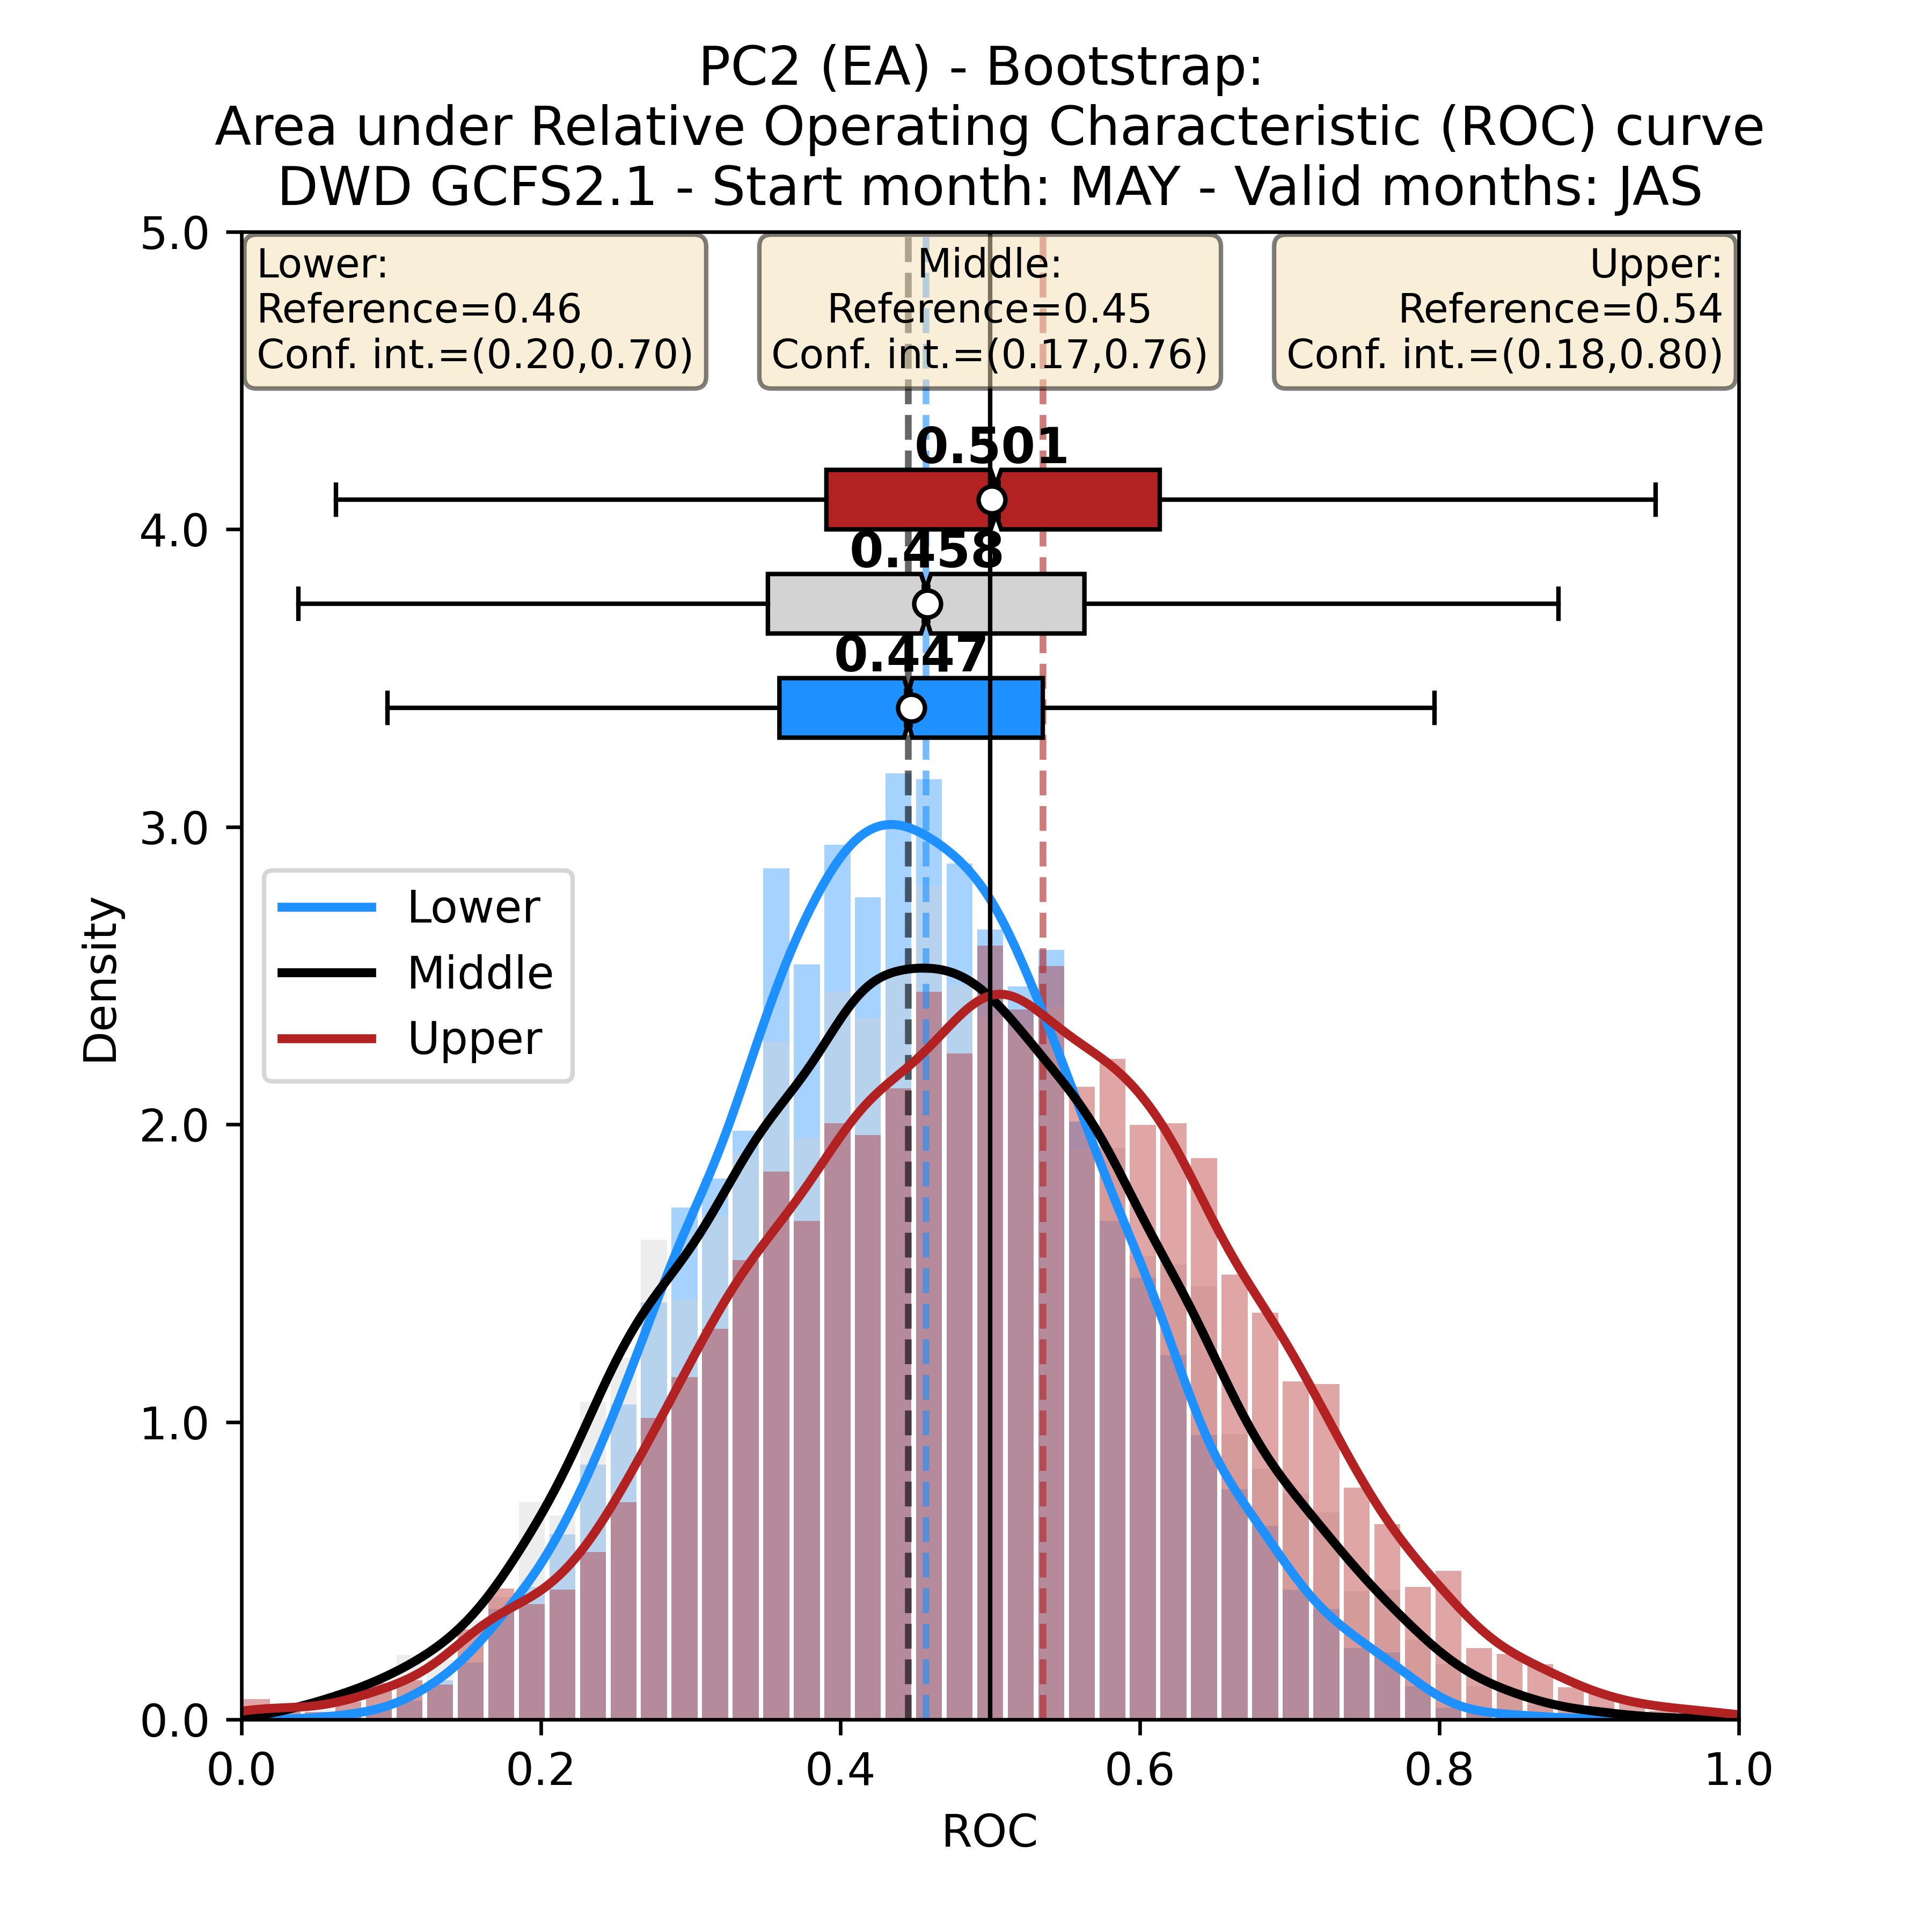 PC2 (EA) - Bootstrap:
Area under Relative Operating Characteristic (ROC) curve
DWD GCFS2.1 - Start month: MAY - Valid months: JAS
Lower:
Reference=0.46
Conf. int.=(0.20,0.70)
Middle:
Reference=0.45
Conf. int.=(0.17,0.76)
Upper:
Reference=0.54
Conf. int.=(0.18,0.80)
0.501
0.458
0.447
Lower
Middle
Upper
Density
5.0
4.0
3.0
2.0
1.0
0.0
0.0 0.2 0.4 0.6 0.8 1.0
ROC